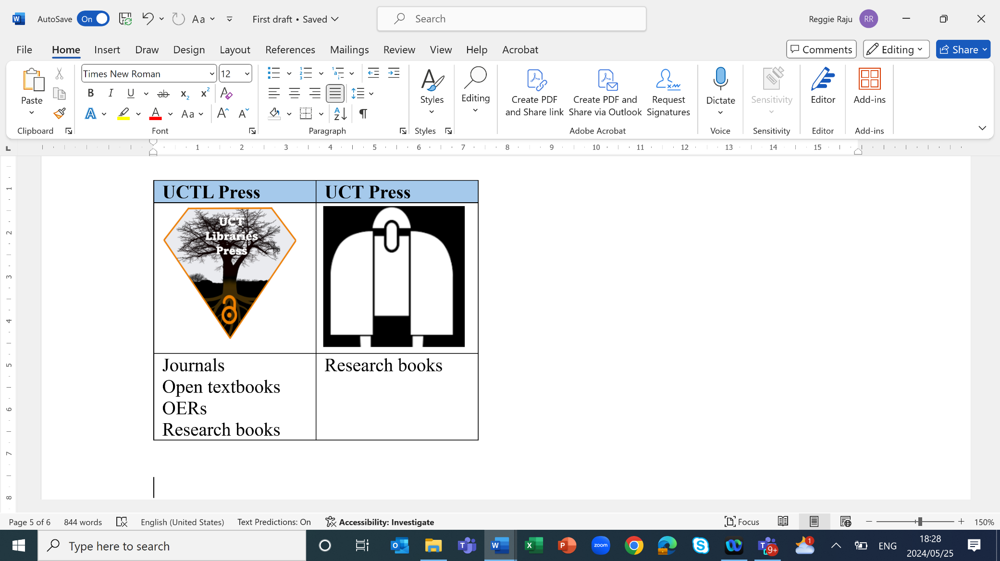 AutoSave On Aa First draft • Saved Search Reggie Raju RR
File Home Insert Draw Design Layout References Mailings Review View Help Acrobat Comments Editing Share
Paste
Clipboard
Times New Roman 12
B I U ab x2 x2 A
A A Aa A A
Font
Paragraph
Styles
Styles
Editing
Create PDF and Share link
Create PDF and Share via Outlook
Request Signatures
Adobe Acrobat
Dictate
Voice
Sensitivity
Sensitivity
Editor
Editor
Add-ins
Add-ins
1 2 3 4 5 6 7 8 9 10 11 12 13 14 15
1
2
3
4
5
6
7
8
UCTL Press UCT Press
UCT
Libraries
Press
Journals
Open textbooks
OERs
Research books
Research books
Page 5 of 6 844 words English (United States) Text Predictions: On Accessibility: Investigate Focus 150%
Type here to search
zoom
9+
1
ENG
18:28
2024/05/25